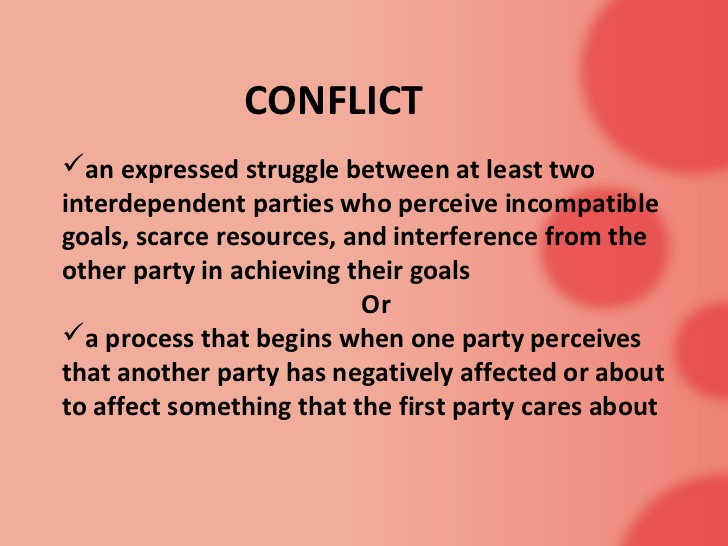 CONFLICT
✓an expressed struggle between at least two
interdependent parties who perceive incompatible
goals, scarce resources, and interference from the
other party in achieving their goals
Or
✓a process that begins when one party perceives
that another party has negatively affected or about
to affect something that the first party cares about